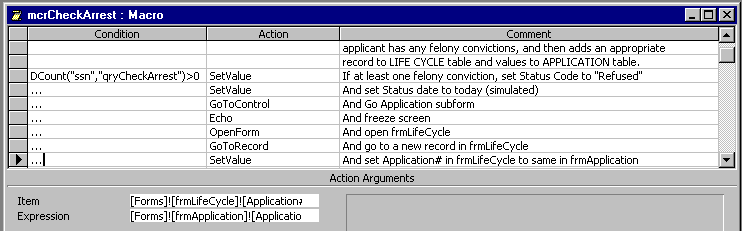 mcrCheckArrest : Macro
Condition Action Comment
applicant has any felony convictions, and then adds an appropriate
record to LIFE CYCLE table and values to APPLICATION table.
DCount("ssn","qryCheckArrest")>0 SetValue If at least one felony conviction, set Status Code to "Refused"
... SetValue And set Status date to today (simulated)
... GoToControl And Go Application subform
... Echo And freeze screen
... OpenForm And open frmLifeCycle
... GoToRecord And go to a new record in frmLifeCycle
... SetValue And set Application# in frmLifeCycle to same in frmApplication
Action Arguments
Item [Forms]![frmLifeCycle]![Application#
Expression [Forms]![frmApplication]![Applicatio